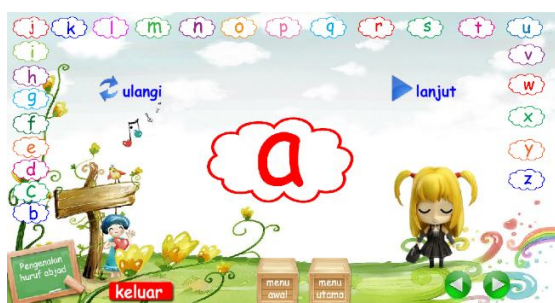 j k l m n o p q r s t u
i
v
h
ulangi
lanjut
w
g
f
x
a
e
y
d
z
c
b
Pengenalan
huruf abjad
keluar
menu
awal
menu
utama